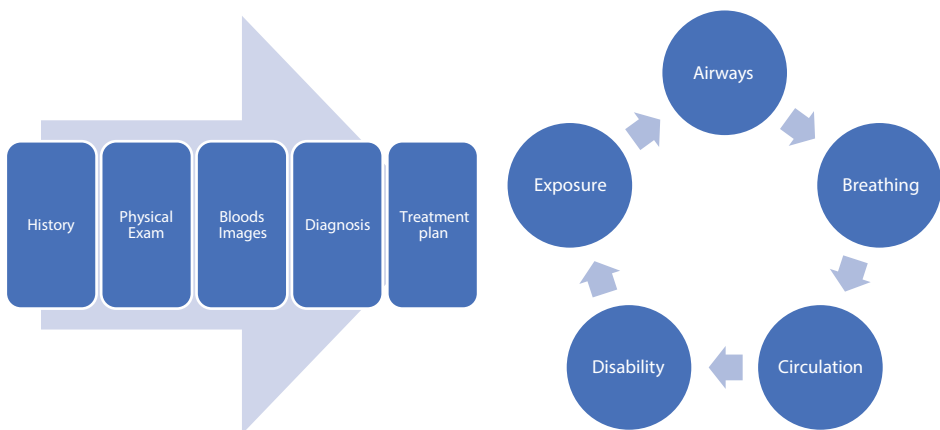 History
Physical
Exam
Bloods
Images
Diagnosis
Treatment
plan
Airways
Breathing
Circulation
Disability
Exposure